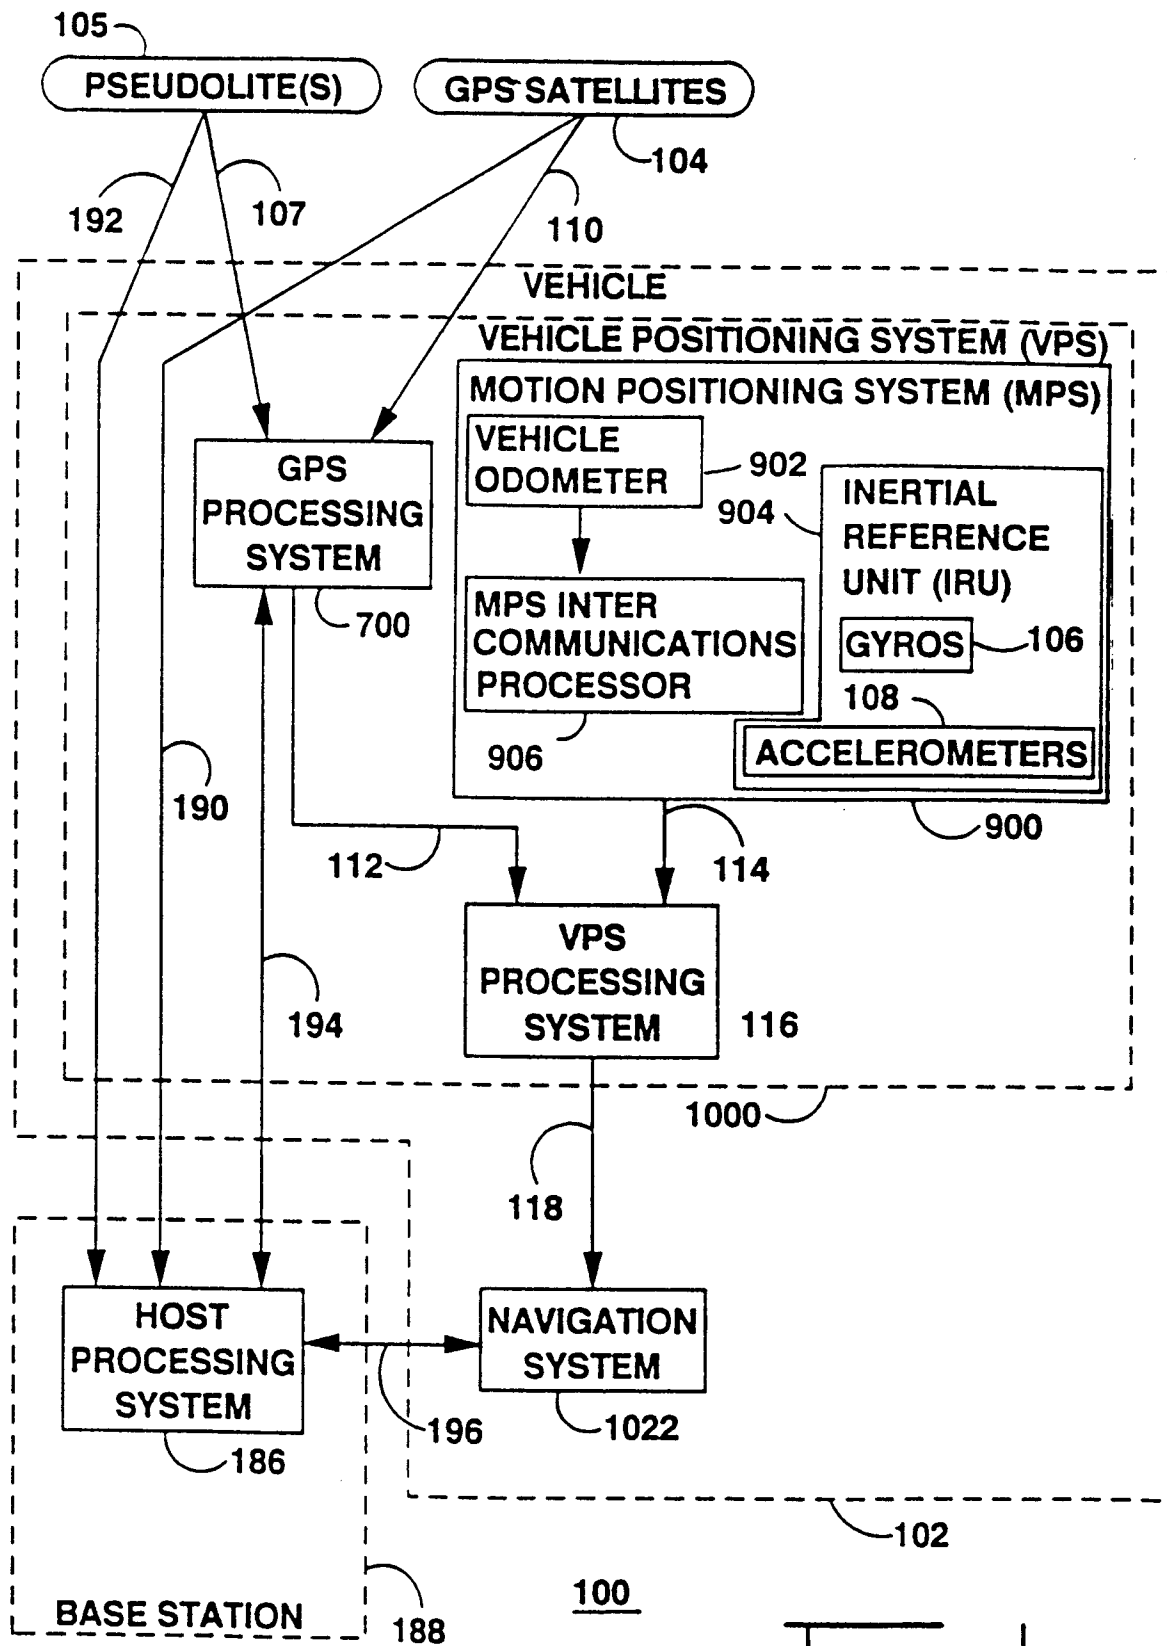 105
PSEUDOLITE(S)
GPS SATELLITES
104
192
107
110
VEHICLE
VEHICLE POSITIONING SYSTEM (VPS)
MOTION POSITIONING SYSTEM (MPS)
VEHICLE
ODOMETER
902
904
INERTIAL
REFERENCE
UNIT (IRU)
GPS
PROCESSING
SYSTEM
700
MPS INTER
COMMUNICATIONS
PROCESSOR
GYROS
106
108
ACCELEROMETERS
906
190
900
112
114
VPS
PROCESSING
SYSTEM
116
194
1000
118
HOST
PROCESSING
SYSTEM
NAVIGATION
SYSTEM
196
1022
186
102
100
BASE STATION
188